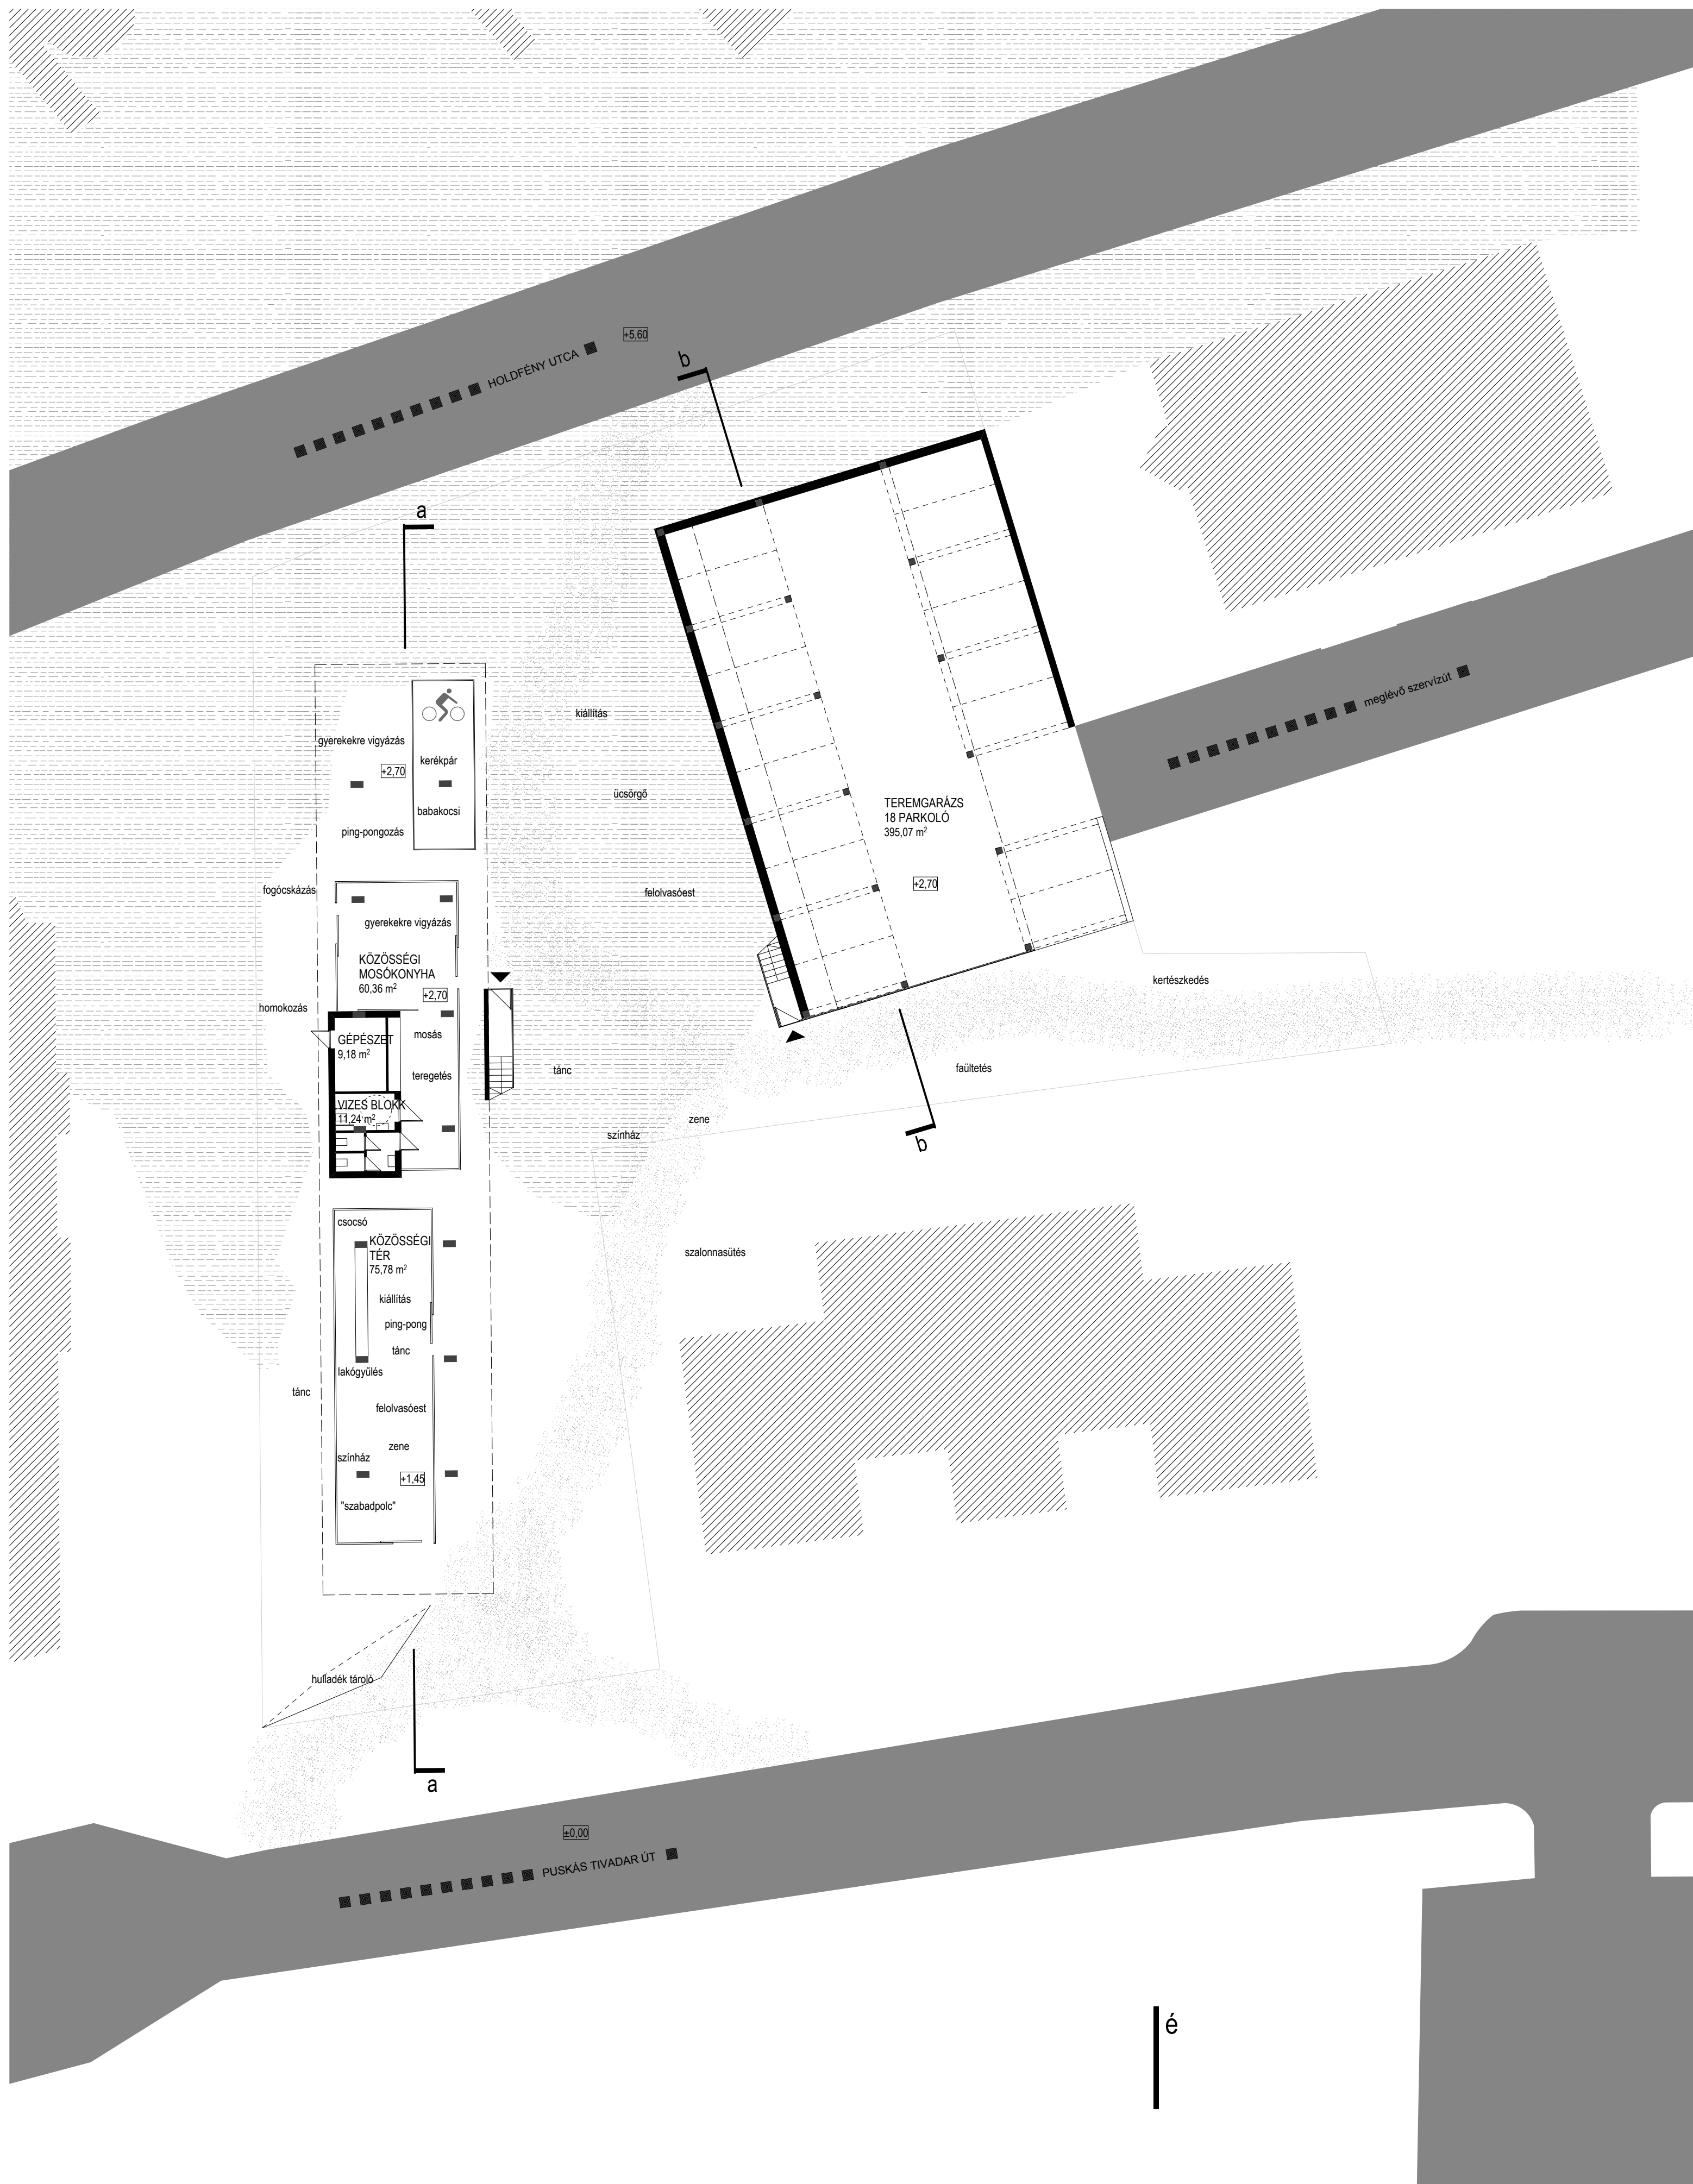 +5,60
HOLDFÉNY UTCA
b
a
meglévő szervízút
kiállítás
gyerekekre vigyázás
kerékpár
+2,70
ücsörgő
babakocsi
TEREMGARÁZS
18 PARKOLÓ
395,07 m²
ping-pongozás
+2,70
fogócskázás
felolvasóest
gyerekekre vigyázás
KÖZÖSSÉGI
MOSÓKONYHA
60,36 m²
+2,70
kertészkedés
homokozás
mosás
GÉPÉSZET
9,18 m²
tánc
faültetés
teregetés
VIZES BLOKK
11,24 m²
zene
színház
b
csocsó
KÖZÖSSÉGI
TÉR
75,78 m²
szalonnasütés
kiállítás
ping-pong
tánc
lakógyűlés
tánc
felolvasóest
zene
színház
+1,45
"szabadpolc"
hulladék tároló
a
±0,00
PUSKÁS TIVADAR ÚT
é